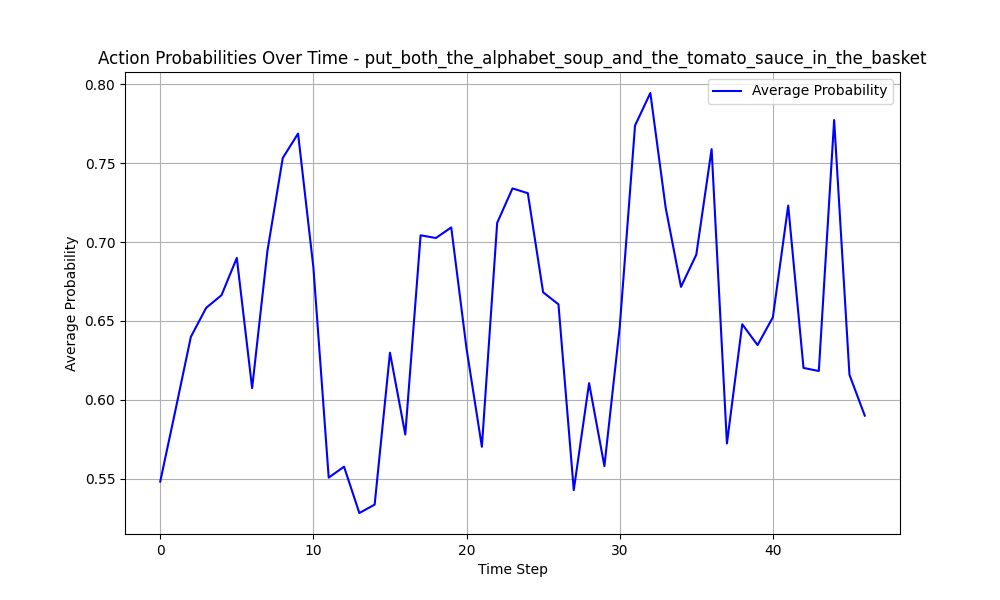 Action Probabilities Over Time - put_both_the_alphabet_soup_and_the_tomato_sauce_in_the_basket
Average Probability
0.80
0.75
0.70
0.65
0.60
0.55
Average Probability
0
10
20
30
40
Time Step